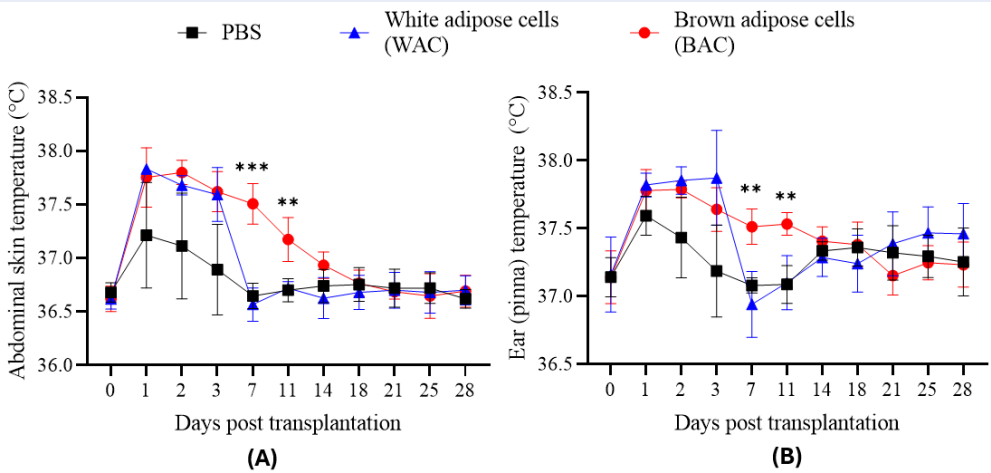 PBS
White adipose cells
(WAC)
Brown adipose cells
(BAC)
Abdominal skin temperature (°C)
38.5
38.0
37.5
37.0
36.5
36.0
***
**
0 1 2 3 7 11 14 18 21 25 28
Days post transplantation
(A)
Ear (pinna) temperature (°C)
38.5
38.0
37.5
37.0
36.5
** **
0 1 2 3 7 11 14 18 21 25 28
Days post transplantation
(B)